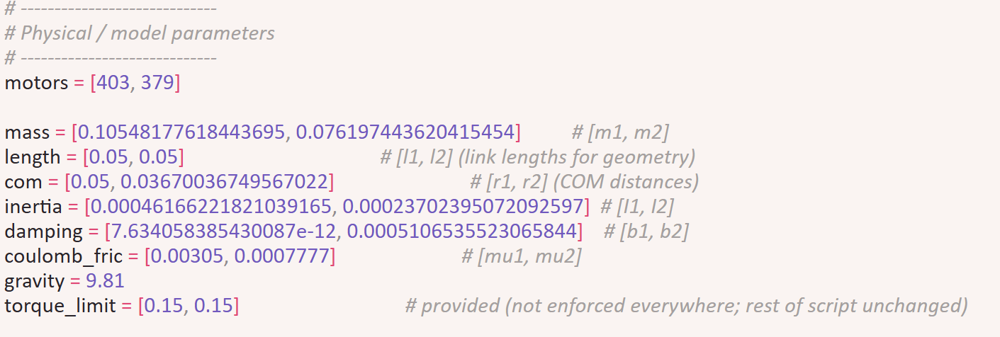 # -----------------------------
# Physical / model parameters
# -----------------------------
motors = [403, 379]
mass = [0.10548177618443695, 0.07619744362041545​4] # [m1, m2]
length = [0.05, 0.05] # [l1, l2] (link lengths for geometry)
com = [0.05, 0.03670036749567022] # [r1, r2] (COM distances)
inertia = [0.00046166221821039165, 0.00023702395072092597] # [I1, I2]
damping = [7.634058385430087e-12, 0.0005106535523065844] # [b1, b2]
coulomb_fric = [0.00305, 0.0007777] # [mu1, mu2]
gravity = 9.81
torque_limit = [0.15, 0.15] # provided (not enforced everywhere; rest of script unchanged)